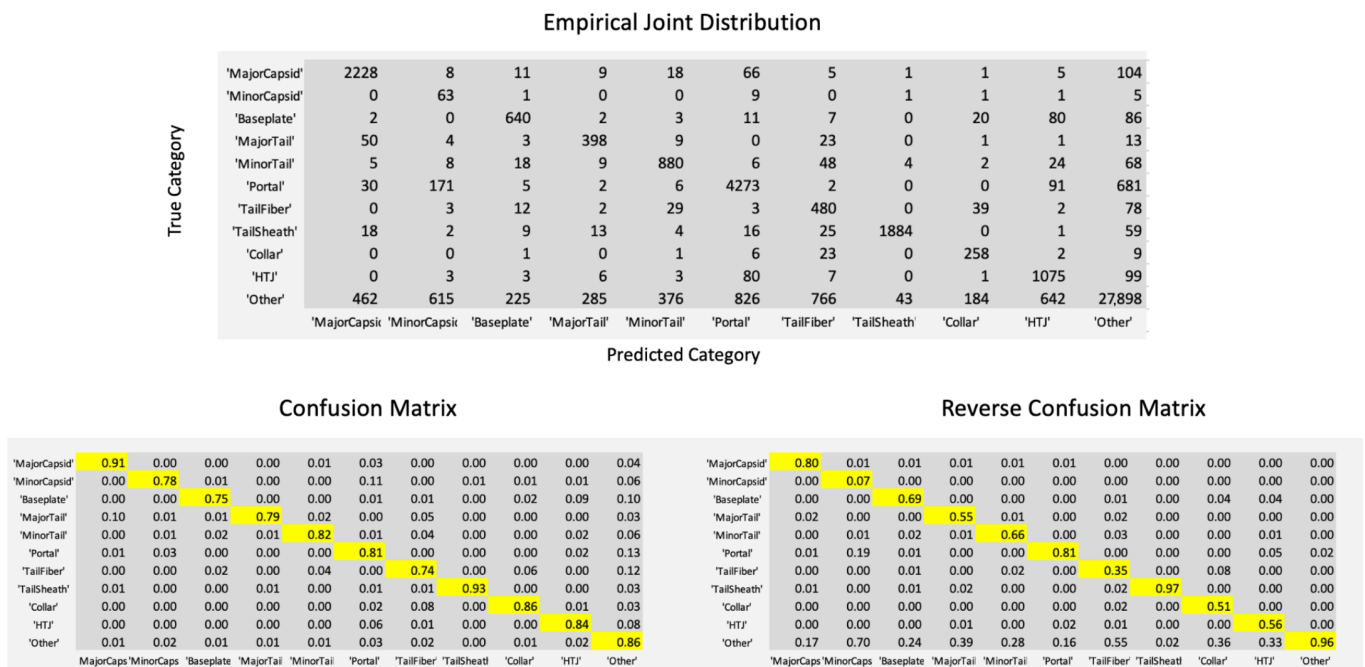 Empirical Joint Distribution
True Category
'MajorCapsid' 2228 8 11 9 18 66 5 1 1 5 104
'MinorCapsid' 0 63 1 0 0 9 0 1 1 1 5
'Baseplate' 2 0 640 2 3 11 7 0 20 80 86
'MajorTail' 50 4 3 398 9 0 23 0 1 1 13
'MinorTail' 5 8 18 9 880 6 48 4 2 24 68
'Portal' 30 171 5 2 6 4273 2 0 0 91 681
'TailFiber' 0 3 12 2 29 3 480 0 39 2 78
'TailSheath' 18 2 9 13 4 16 25 1884 0 1 59
'Collar' 0 0 1 0 1 6 23 0 258 2 9
'HTJ' 0 3 3 6 3 80 7 0 1 1075 99
'Other' 462 615 225 285 376 826 766 43 184 642 27,898
'MajorCapsic 'MinorCapsic 'Baseplate' 'MajorTail' 'MinorTail' 'Portal' 'TailFiber' 'TailSheath' 'Collar' 'HTJ' 'Other'
Predicted Category
Confusion Matrix
'MajorCapsid' 0.91 0.00 0.00 0.00 0.01 0.03 0.00 0.00 0.00 0.00 0.04
'MinorCapsid' 0.00 0.78 0.01 0.00 0.00 0.11 0.00 0.01 0.01 0.01 0.06
'Baseplate' 0.00 0.00 0.75 0.00 0.00 0.01 0.01 0.00 0.02 0.09 0.10
'MajorTail' 0.10 0.01 0.01 0.79 0.02 0.00 0.05 0.00 0.00 0.00 0.03
'MinorTail' 0.00 0.01 0.02 0.01 0.82 0.01 0.04 0.00 0.00 0.02 0.06
'Portal' 0.01 0.03 0.00 0.00 0.00 0.81 0.00 0.00 0.00 0.02 0.13
'TailFiber' 0.00 0.00 0.02 0.00 0.04 0.00 0.74 0.00 0.06 0.00 0.12
'TailSheath' 0.01 0.00 0.00 0.01 0.00 0.01 0.01 0.93 0.00 0.00 0.03
'Collar' 0.00 0.00 0.00 0.00 0.00 0.02 0.08 0.00 0.86 0.01 0.03
'HTJ' 0.00 0.00 0.00 0.00 0.00 0.06 0.01 0.00 0.00 0.84 0.08
'Other' 0.01 0.02 0.01 0.01 0.01 0.03 0.02 0.00 0.01 0.02 0.86
'MajorCaps 'MinorCaps 'Baseplate 'MajorTail 'MinorTail 'Portal' 'TailFiber' 'TailSheatl 'Collar' 'HTJ' 'Other'
Reverse Confusion Matrix
'MajorCapsid' 0.80 0.01 0.01 0.01 0.01 0.01 0.00 0.00 0.00 0.00 0.00
'MinorCapsid' 0.00 0.07 0.00 0.00 0.00 0.00 0.00 0.00 0.00 0.00 0.00
'Baseplate' 0.00 0.00 0.69 0.00 0.00 0.00 0.01 0.00 0.04 0.04 0.00
'MajorTail' 0.02 0.00 0.00 0.55 0.01 0.00 0.02 0.00 0.00 0.00 0.00
'MinorTail' 0.00 0.01 0.02 0.01 0.66 0.00 0.03 0.00 0.00 0.01 0.00
'Portal' 0.01 0.19 0.01 0.00 0.00 0.81 0.00 0.00 0.00 0.05 0.02
'TailFiber' 0.00 0.00 0.01 0.00 0.02 0.00 0.35 0.00 0.08 0.00 0.00
'TailSheath' 0.01 0.00 0.01 0.02 0.00 0.00 0.02 0.97 0.00 0.00 0.00
'Collar' 0.00 0.00 0.00 0.00 0.00 0.00 0.02 0.00 0.51 0.00 0.00
'HTJ' 0.00 0.00 0.00 0.01 0.00 0.02 0.01 0.00 0.00 0.56 0.00
'Other' 0.17 0.70 0.24 0.39 0.28 0.16 0.55 0.02 0.36 0.33 0.96
'MajorCaps 'MinorCaps 'Baseplate 'MajorTail 'MinorTail 'Portal' 'TailFiber' 'TailSheatl 'Collar' 'HTJ' 'Other'